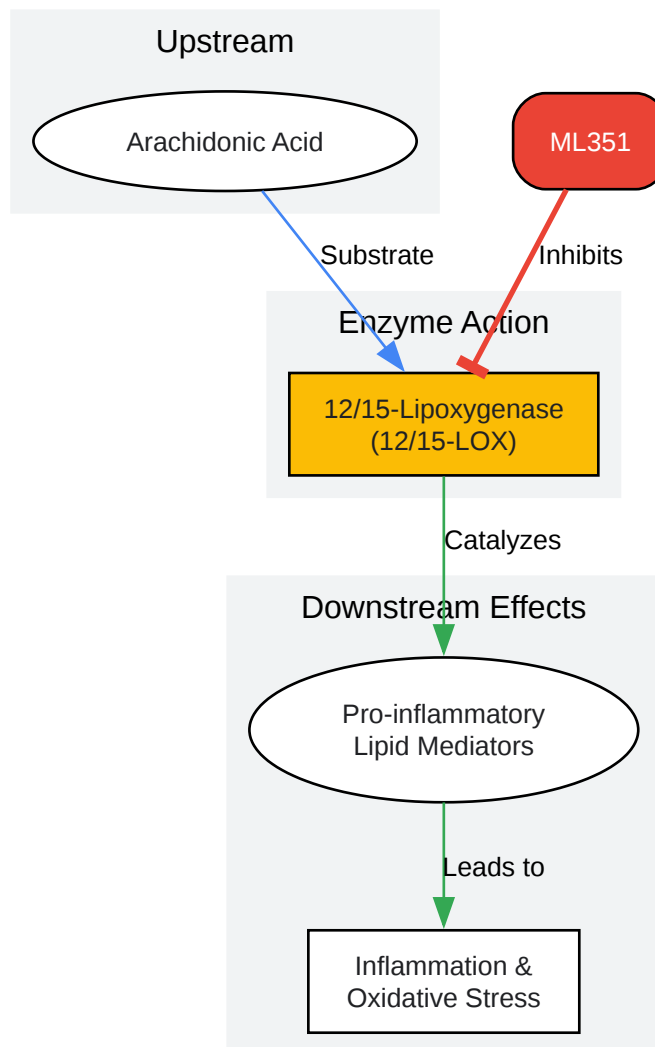 Upstream
Arachidonic Acid
ML351
Substrate
Inhibits
Enzyme Action
12/15-Lipoxygenase
(12/15-LOX)
Catalyzes
Downstream Effects
Pro-inflammatory
Lipid Mediators
Leads to
Inflammation &
Oxidative Stress